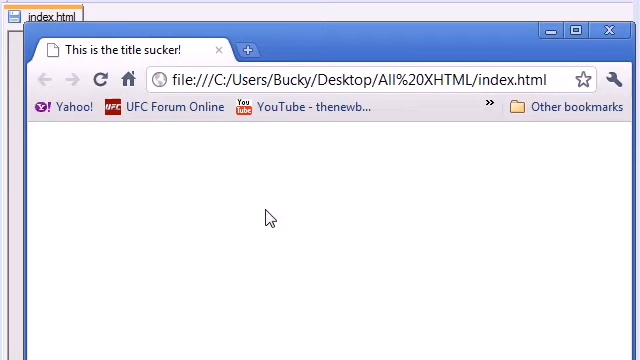 index.html
This is the title sucker!
file:///C:/Users/Bucky/Desktop/All%20XHTML/index.html
Y! Yahoo! UFC UFC Forum Online You Tube YouTube - thenewb... » Other bookmarks